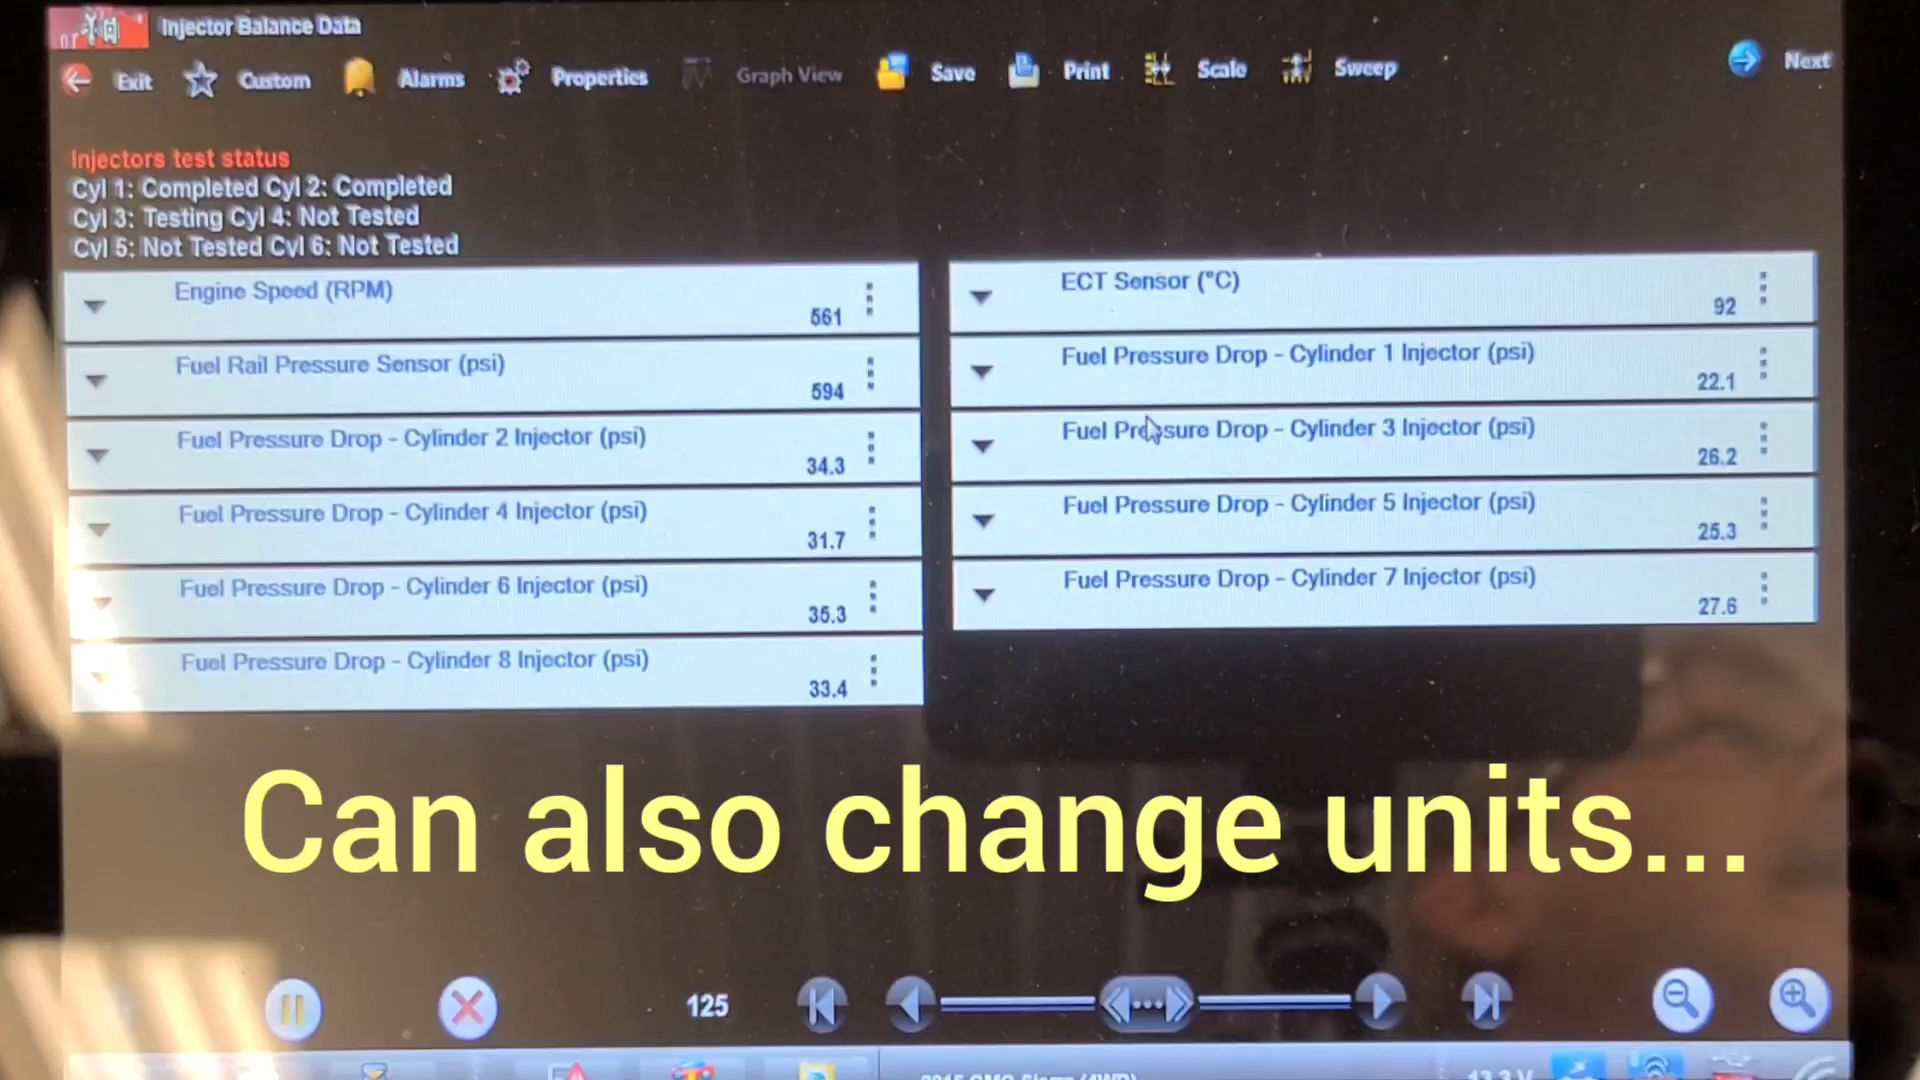 Injector Balance Data
Exit Custom Alarms Properties Graph View Save Print Scale Sweep Next
Injectors test status
Cyl 1: Completed Cyl 2: Completed
Cyl 3: Testing Cyl 4: Not Tested
Cyl 5: Not Tested Cyl 6: Not Tested
Engine Speed (RPM)
561
ECT Sensor (°C)
92
Fuel Rail Pressure Sensor (psi)
594
Fuel Pressure Drop - Cylinder 1 Injector (psi)
22.1
Fuel Pressure Drop - Cylinder 2 Injector (psi)
34.3
Fuel Pressure Drop - Cylinder 3 Injector (psi)
26.2
Fuel Pressure Drop - Cylinder 4 Injector (psi)
31.7
Fuel Pressure Drop - Cylinder 5 Injector (psi)
25.3
Fuel Pressure Drop - Cylinder 6 Injector (psi)
35.3
Fuel Pressure Drop - Cylinder 7 Injector (psi)
27.6
Fuel Pressure Drop - Cylinder 8 Injector (psi)
33.4
Can also change units...
125
2015 GMC Sierra (4WD)
13.3 V